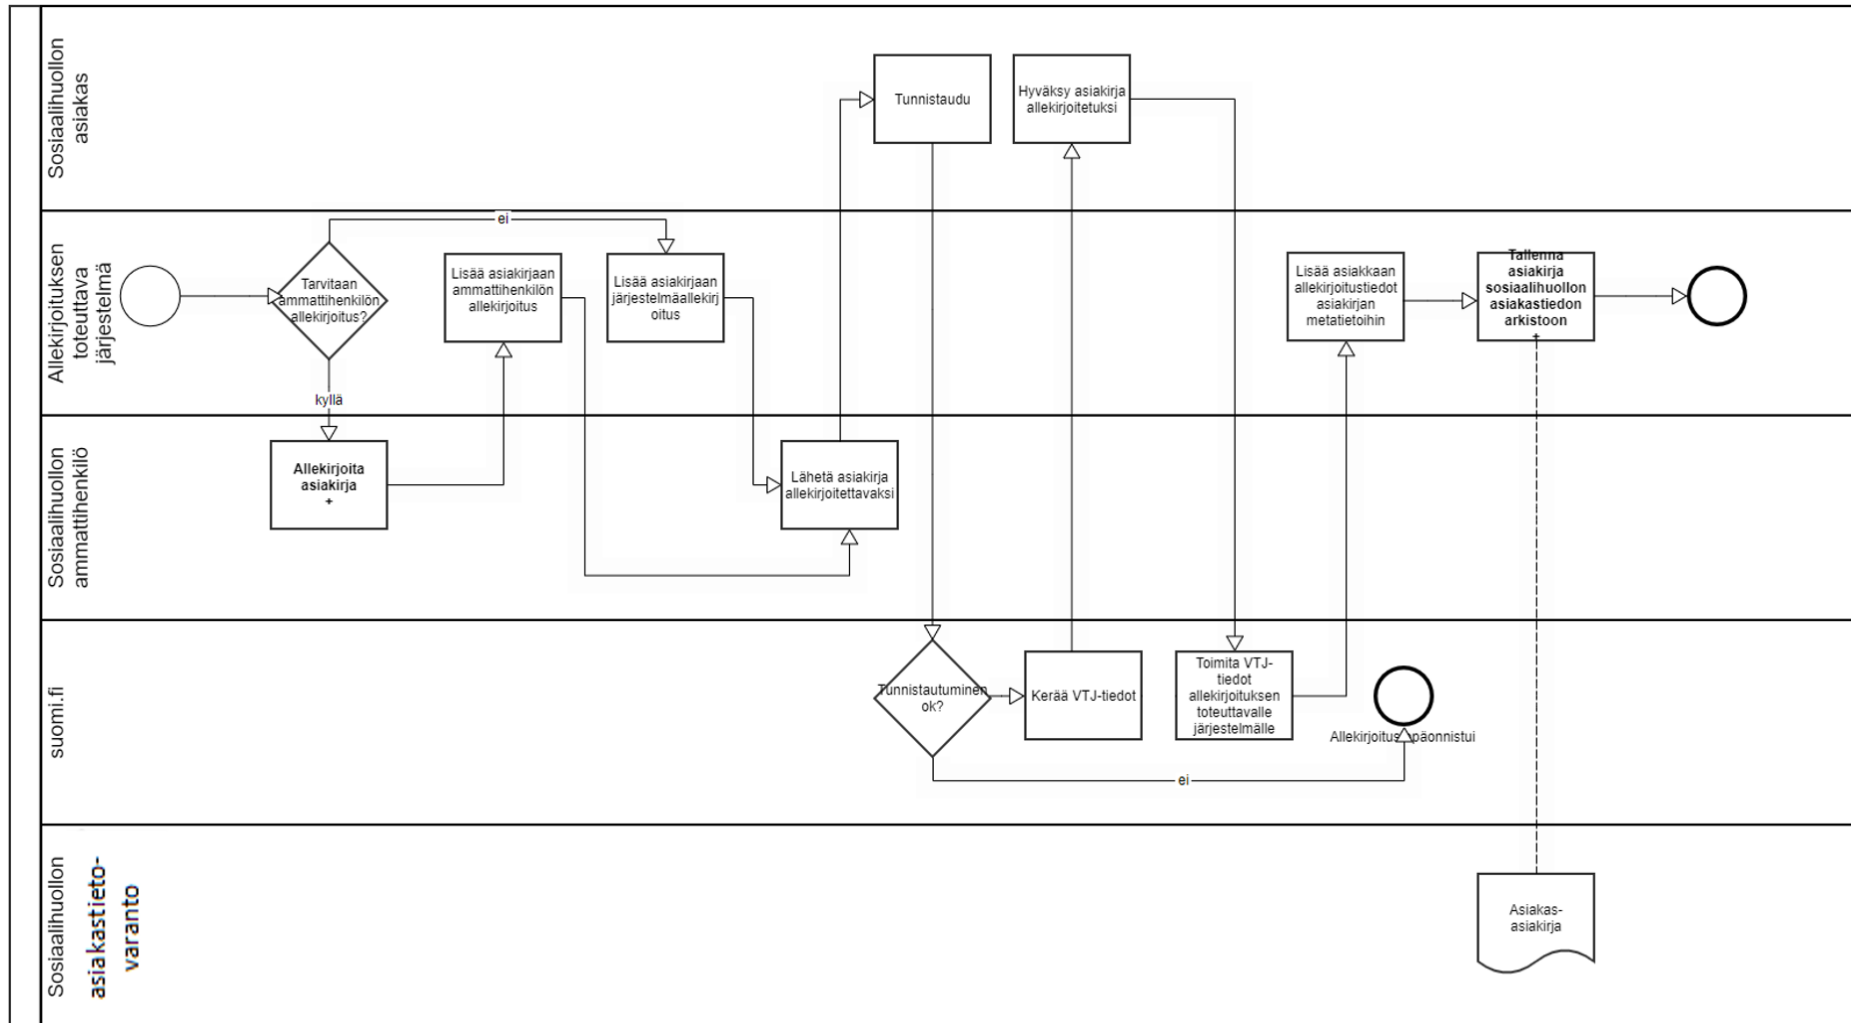 Sosiaalihuollon
asiakas
Tunnistaudu
Hyväksy asiakirja
allekirjoitetuksi
Allekirjoituksen
toteuttava
järjestelmä
ei
Tarvitaan
ammattihenkilön
allekirjoitus?
kyllä
Lisää asiakirjaan
ammattihenkilön
allekirjoitus
Lisää asiakirjaan
järjestelmäallekirj
oitus
Lisää asiakkaan
allekirjoitustiedot
asiakirjan
metatietoihin
Tallenna
asiakirja
sosiaalihuollon
asiakastiedon
arkistoon
+
Sosiaalihuollon
ammattihenkilö
Allekirjoita
asiakirja
+
Lähetä asiakirja
allekirjoitettavaksi
suomi.fi
Tunnistautuminen
ok?
Kerää VTJ-tiedot
Toimita VTJ-
tiedot
allekirjoituksen
toteuttavalle
järjestelmälle
Allekirjoitus epäonnistui
ei
Sosiaalihuollon
asiakastieto-
varanto
Asiakas-
asiakirja